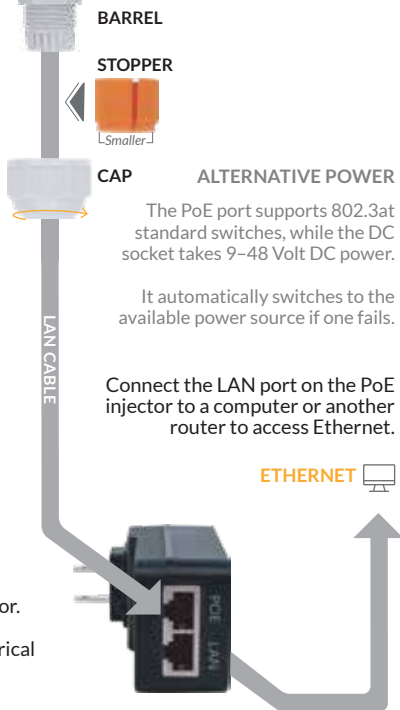 BARREL
STOPPER
Smaller
CAP
ALTERNATIVE POWER
The PoE port supports 802.3at
standard switches, while the DC
socket takes 9–48 Volt DC power.
It automatically switches to the
available power source if one fails.
LAN CABLE
Connect the LAN port on the PoE
injector to a computer or another
router to access Ethernet.
ETHERNET
POE LAN
or.
rical